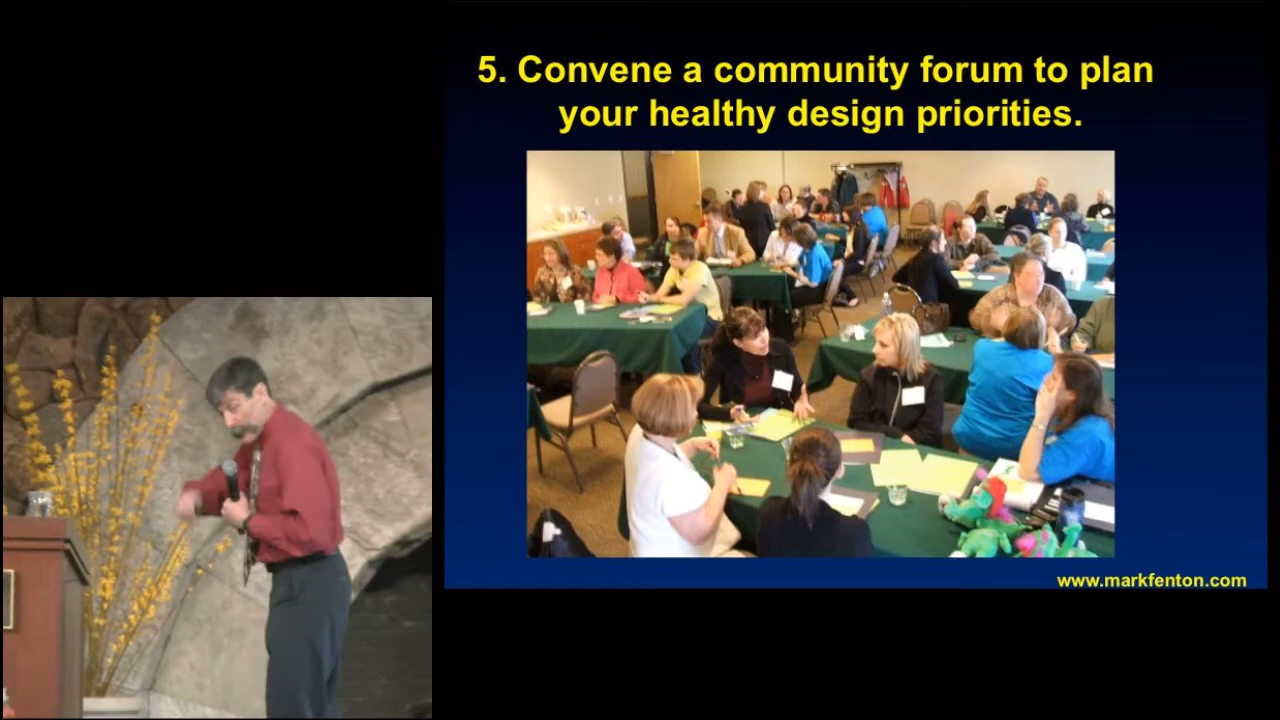 5. Convene a community forum to plan
your healthy design priorities.
www.markfenton.com